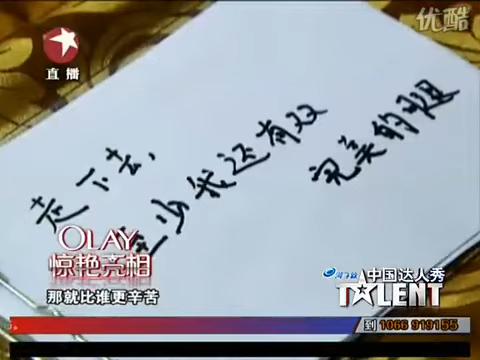 优酷
直播
走下去，
至少我还有双
完美的腿
OLAY
惊艳亮相
中国达人秀
TALENT
那就比谁更辛苦
到 1066 919155